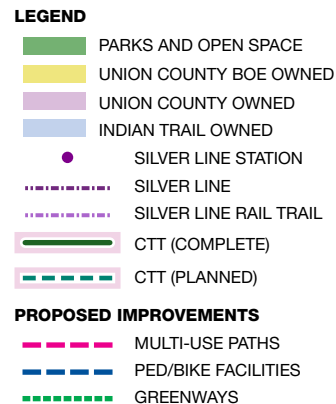 LEGEND
PARKS AND OPEN SPACE
UNION COUNTY BOE OWNED
UNION COUNTY OWNED
INDIAN TRAIL OWNED
SILVER LINE STATION
SILVER LINE
SILVER LINE RAIL TRAIL
CTT (COMPLETE)
CTT (PLANNED)
PROPOSED IMPROVEMENTS
MULTI-USE PATHS
PED/BIKE FACILITIES
GREENWAYS